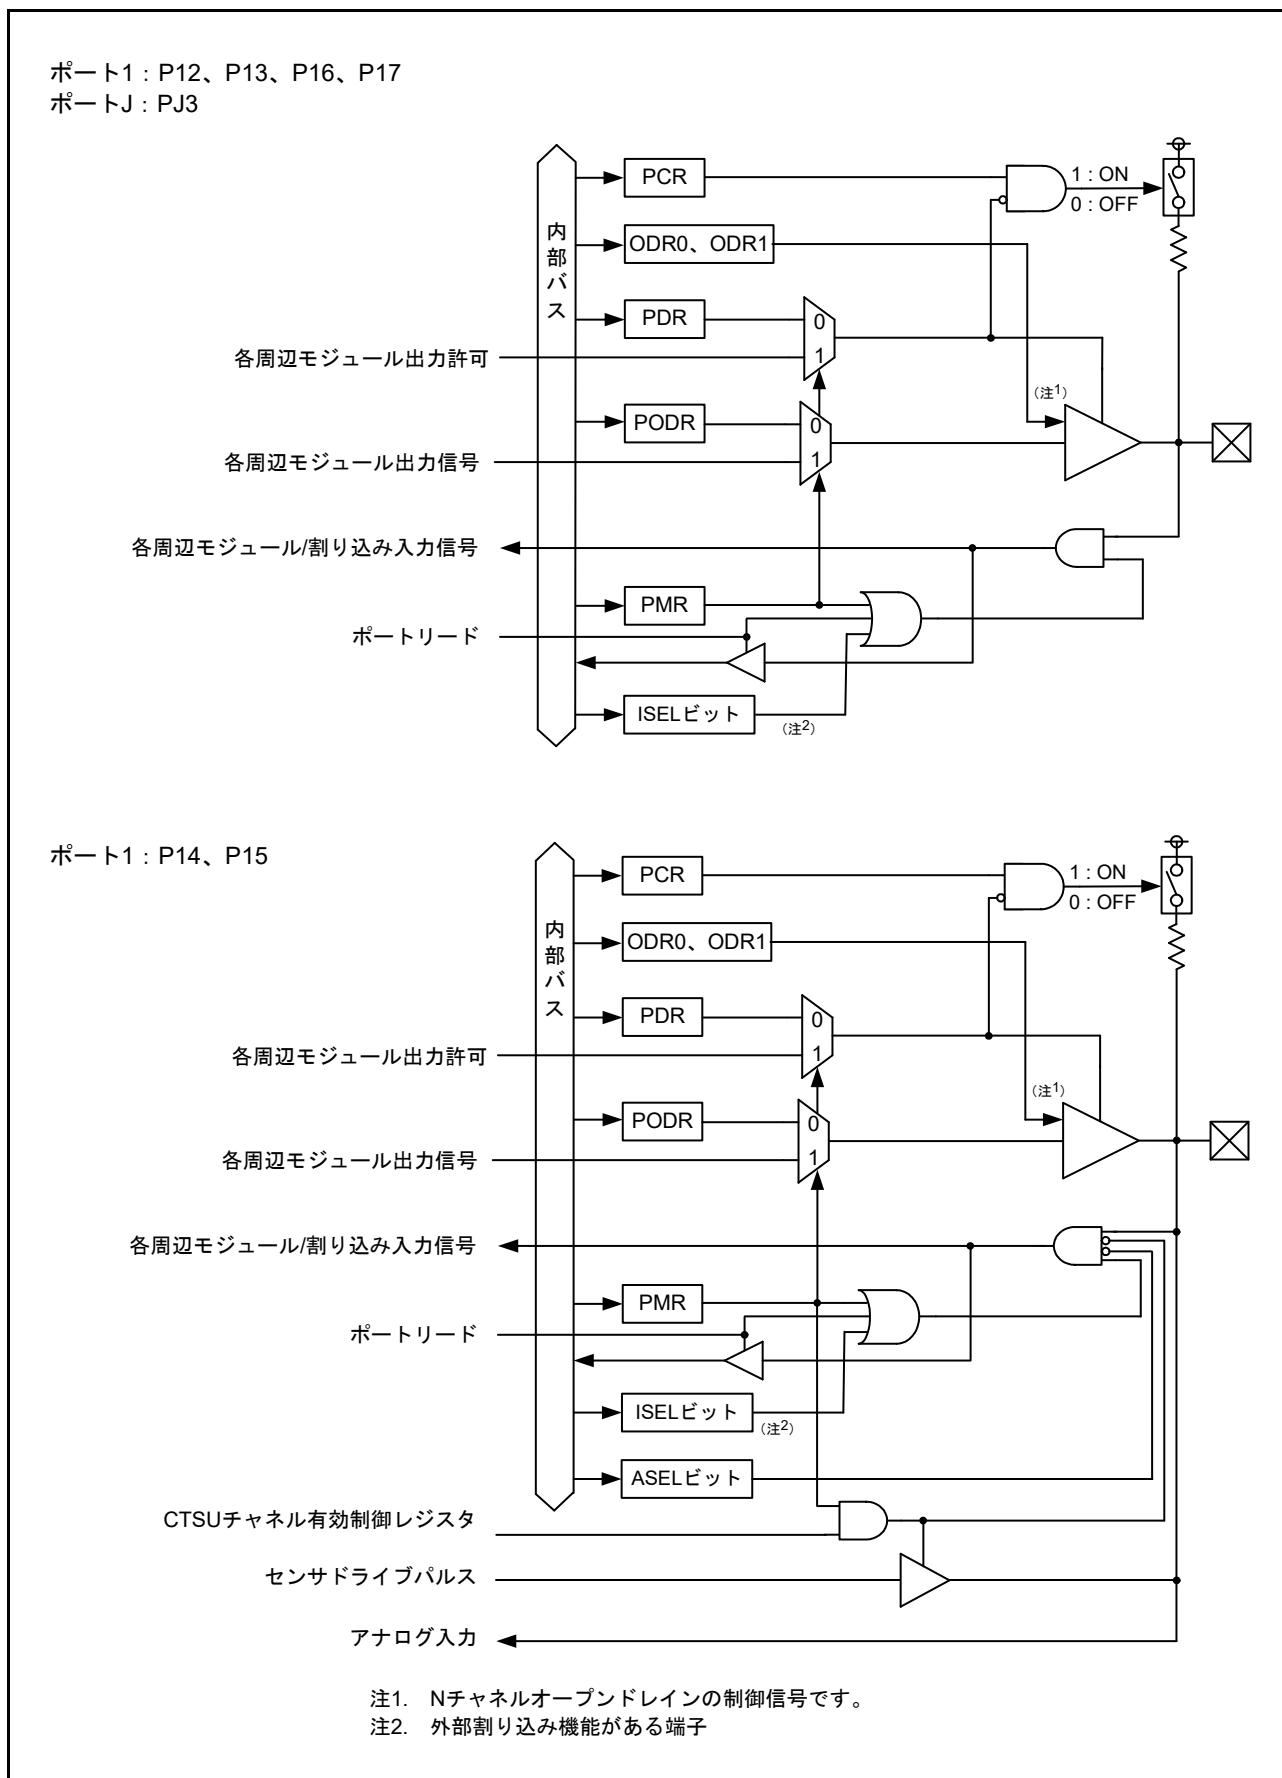 ポート1：P12、P13、P16、P17
ポートJ：PJ3
内部バス
PCR
1 : ON
0 : OFF
ODR0、ODR1
PDR
0
各周辺モジュール出力許可
1
（注1）
PODR
0
各周辺モジュール出力信号
1
各周辺モジュール/割り込み入力信号
PMR
ポートリード
ISELビット
（注2）
ポート1：P14、P15
内部バス
PCR
1 : ON
0 : OFF
ODR0、ODR1
PDR
0
各周辺モジュール出力許可
1
（注1）
PODR
0
各周辺モジュール出力信号
1
各周辺モジュール/割り込み入力信号
PMR
ポートリード
ISELビット
（注2）
ASELビット
CTSUチャネル有効制御レジスタ
センサドライブパルス
アナログ入力
注1. Nチャネルオープンドレインの制御信号です。
注2. 外部割り込み機能がある端子